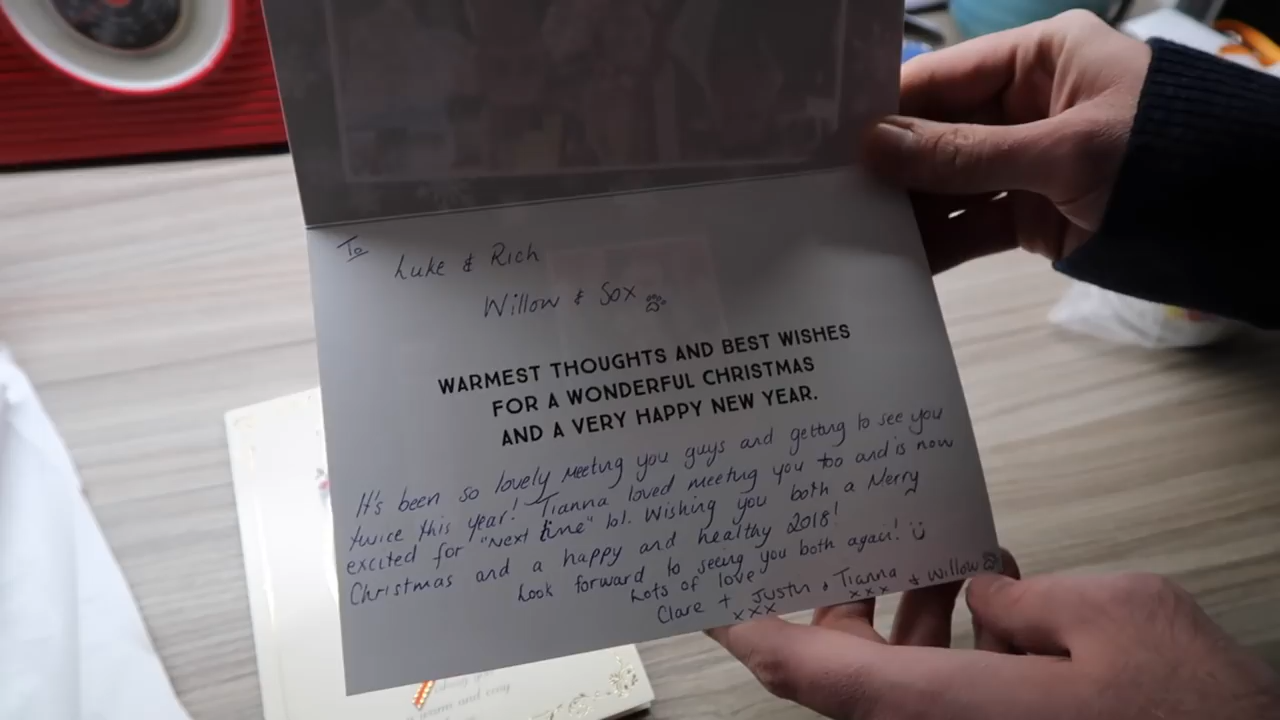 To
Luke & Rich
Willow & Sox
WARMEST THOUGHTS AND BEST WISHES
FOR A WONDERFUL CHRISTMAS
AND A VERY HAPPY NEW YEAR.
It's been so lovely meeting you guys and getting to see you
twice this year! Tianna loved meeting you too and is now
excited for "Next time" lol. Wishing you both a Merry
Christmas and a happy and healthy 2018!
Look forward to seeing you both again!
Lots of love
Clare + Justin & Tianna & Willow
xxx xxx
warm and cosy